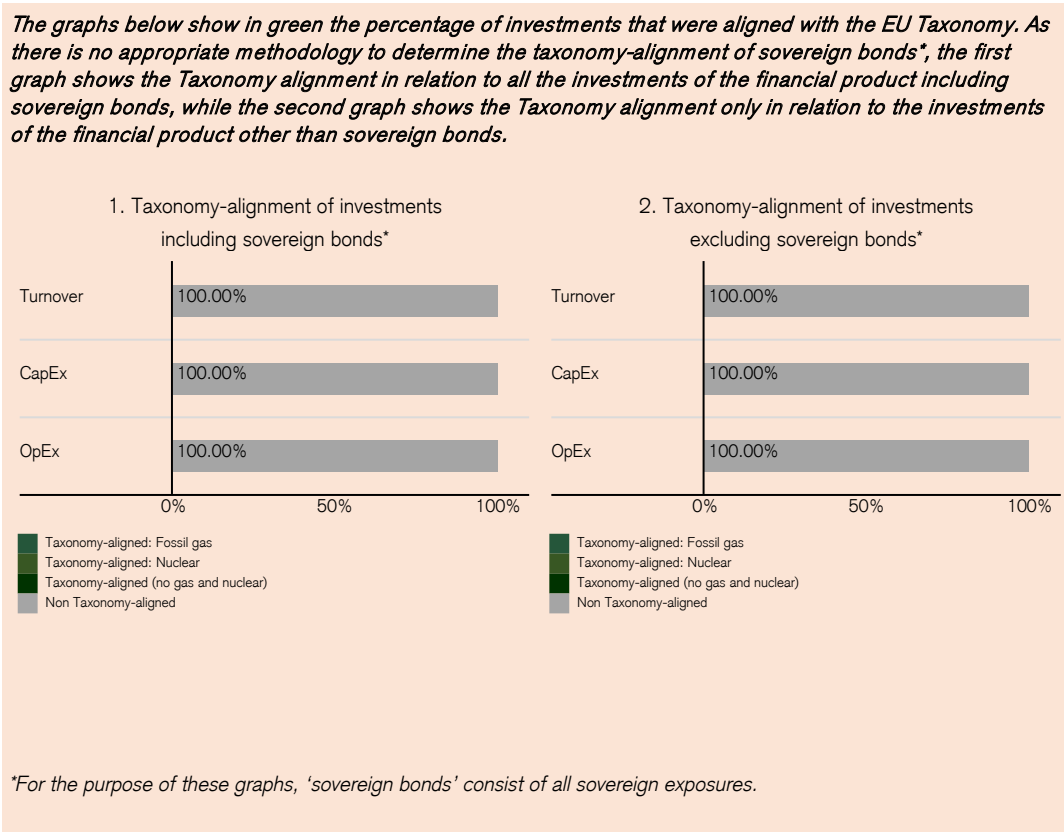 The graphs below show in green the percentage of investments that were aligned with the EU Taxonomy. As
there is no appropriate methodology to determine the taxonomy-alignment of sovereign bonds*, the first
graph shows the Taxonomy alignment in relation to all the investments of the financial product including
sovereign bonds, while the second graph shows the Taxonomy alignment only in relation to the investments
of the financial product other than sovereign bonds.
1. Taxonomy-alignment of investments
including sovereign bonds*
Turnover
100.00%
CapEx
100.00%
OpEx
100.00%
0% 50% 100%
Taxonomy-aligned: Fossil gas
Taxonomy-aligned: Nuclear
Taxonomy-aligned (no gas and nuclear)
Non Taxonomy-aligned
2. Taxonomy-alignment of investments
excluding sovereign bonds*
Turnover
100.00%
CapEx
100.00%
OpEx
100.00%
0% 50% 100%
Taxonomy-aligned: Fossil gas
Taxonomy-aligned: Nuclear
Taxonomy-aligned (no gas and nuclear)
Non Taxonomy-aligned
*For the purpose of these graphs, ‘sovereign bonds’ consist of all sovereign exposures.